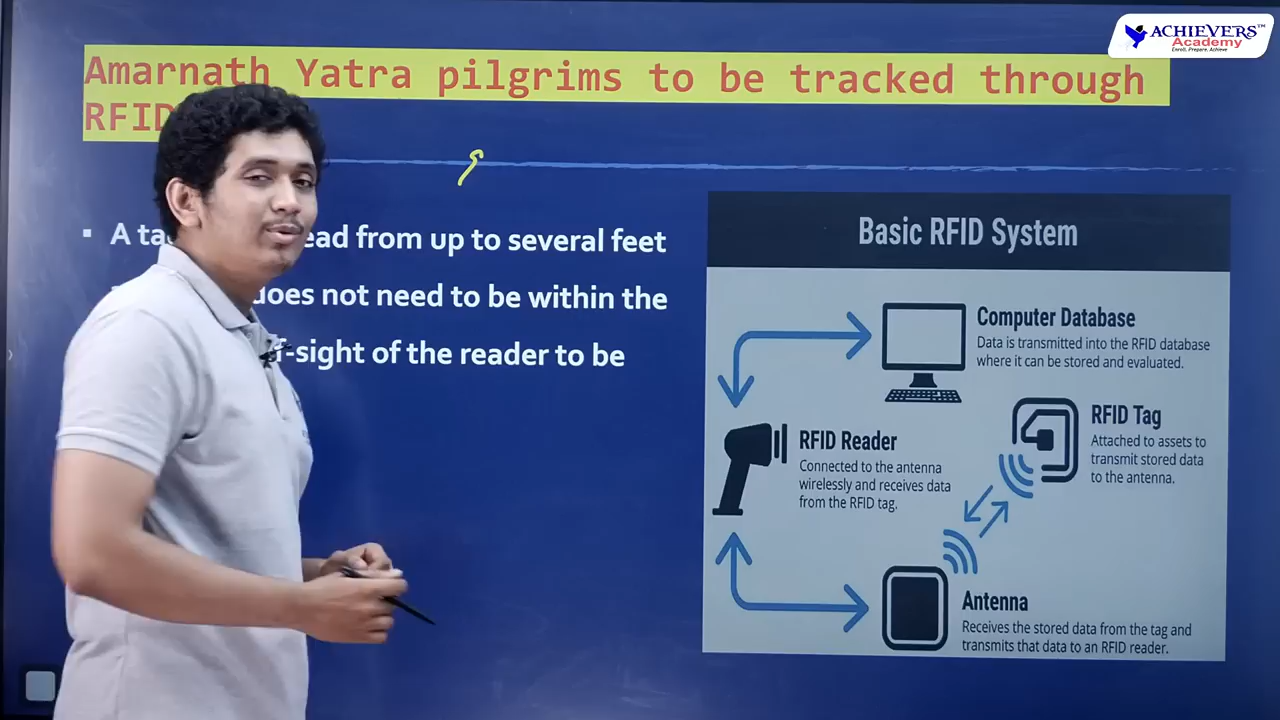 ACHIEVERS™
Academy
Enroll, Prepare, Achieve
Amarnath Yatra pilgrims to be tracked through
RFID
A ead from up to several feet
does not need to be within the
-sight of the reader to be
Basic RFID System
Computer Database
Data is transmitted into the RFID database
where it can be stored and evaluated.
RFID Tag
Attached to assets to
transmit stored data
to the antenna.
RFID Reader
Connected to the antenna
wirelessly and receives data
from the RFID tag.
Antenna
Receives the stored data from the tag and
transmits that data to an RFID reader.